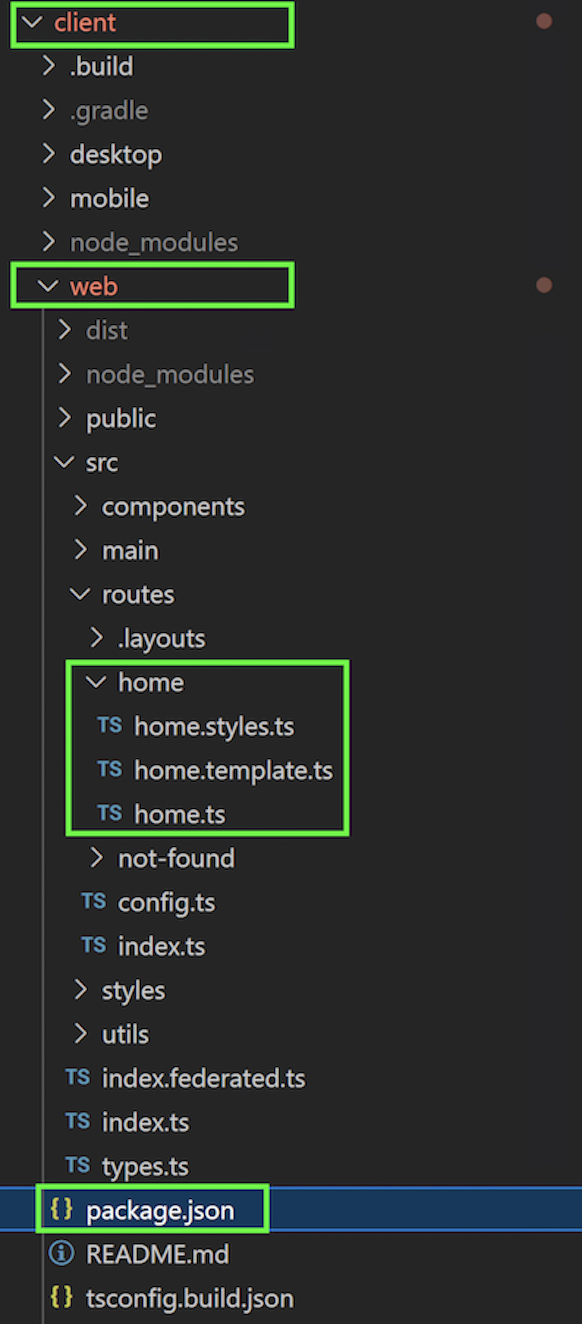 client
.build
.gradle
desktop
mobile
node_modules
web
dist
node_modules
public
src
components
main
routes
.layouts
home
TS home.styles.ts
TS home.template.ts
TS home.ts
not-found
TS config.ts
TS index.ts
styles
utils
TS index.federated.ts
TS index.ts
TS types.ts
{} package.json
README.md
{} tsconfig.build.json